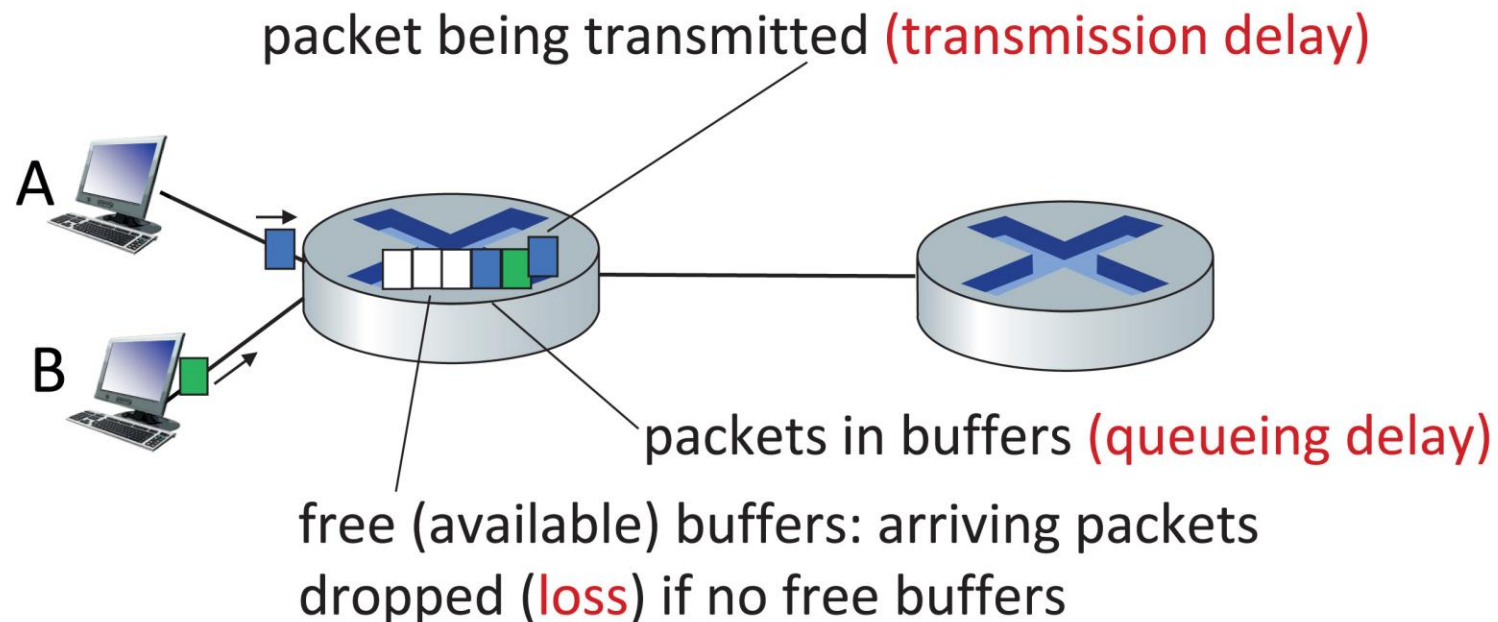 packet being transmitted (transmission delay)
A
B
packets in buffers (queueing delay)
free (available) buffers: arriving packets
dropped (loss) if no free buffers